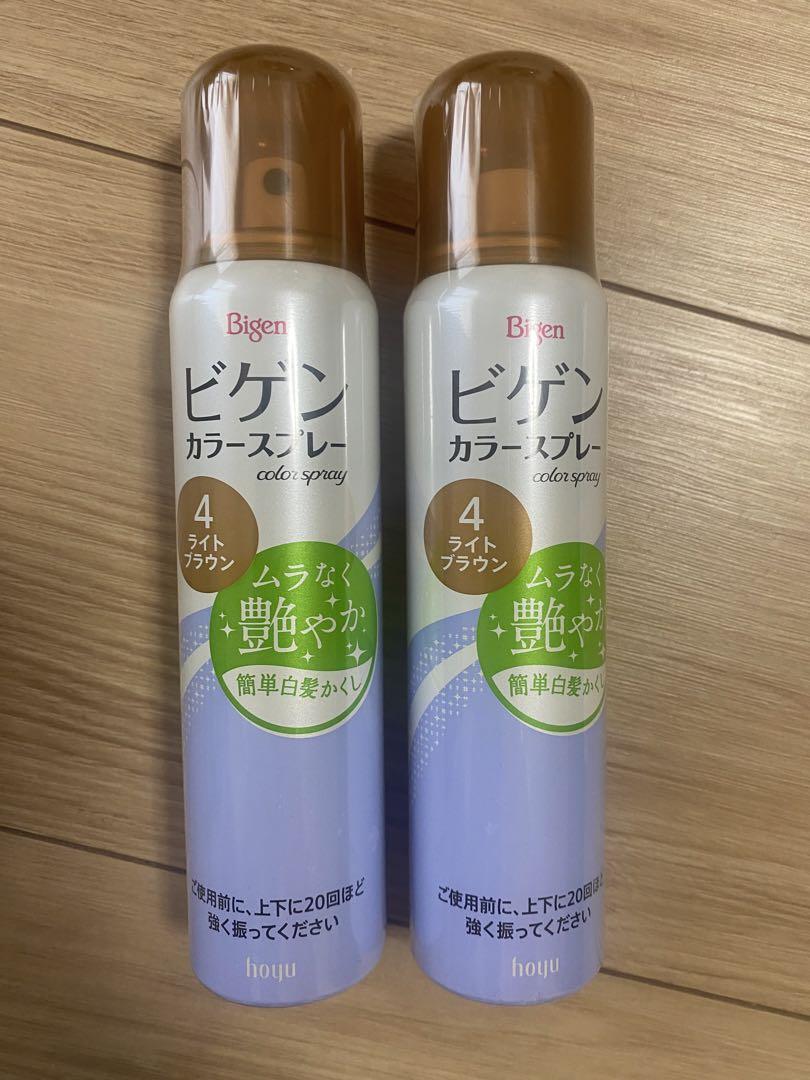 Bigen
ビゲン
カラースプレー
color spray
4
ライト
ブラウン
ムラなく
艶やか
簡単白髪かくし
ご使用前に、上下に20回ほど
強く振ってください
hoyu
Bigen
ビゲン
カラースプレー
color spray
4
ライト
ブラウン
ムラなく
艶やか
簡単白髪かくし
ご使用前に、上下に20回ほ
強く振ってください
hoyu